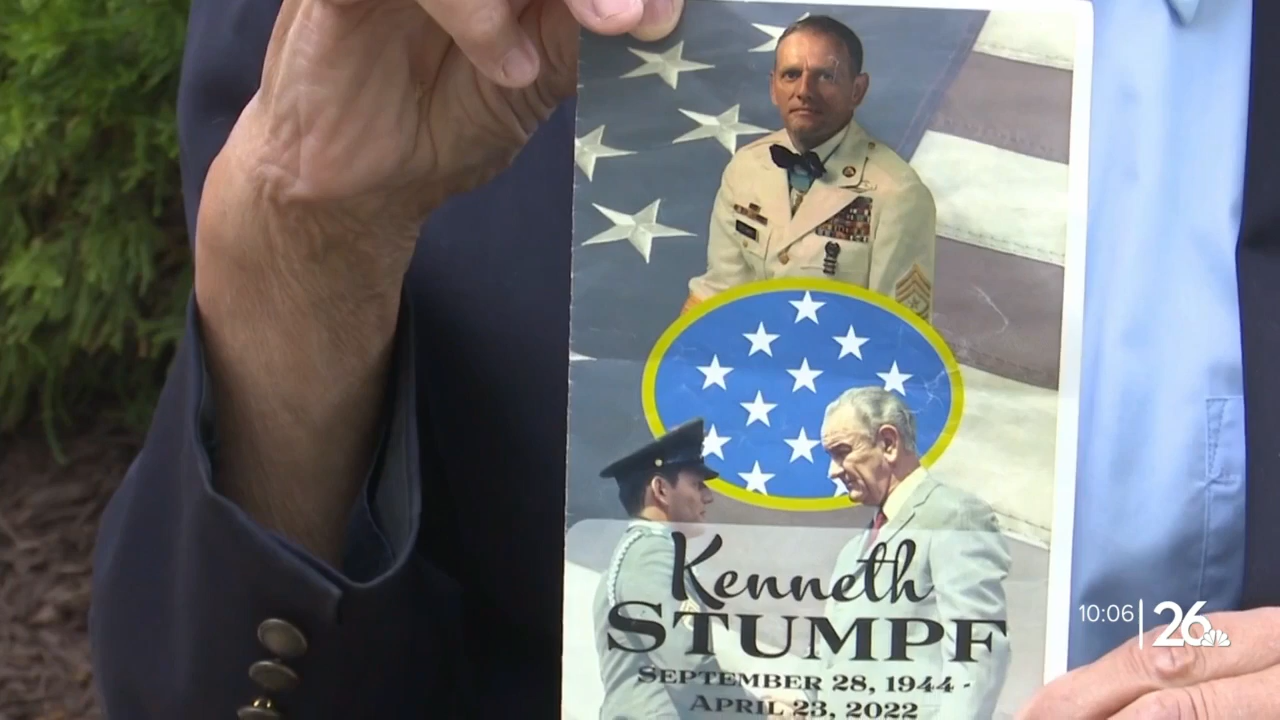 Kenneth
STUMPF
SEPTEMBER 28, 1944 -
APRIL 23, 2022
10:06 26